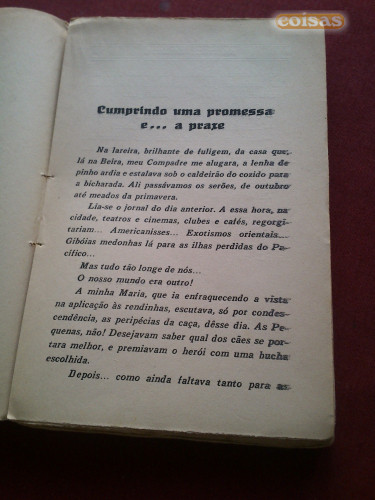 coisas
Cumprindo uma promessa
e... a praxe
Na lareira, brilhante de fuligem, da casa que,
lá na Beira, meu Compadre me alugara, a lenha de
pinho ardia e estalava sob o caldeirão do cozido para
a bicharada. Ali passávamos os serões, de outubro
até meados da primavera.
Lia-se o jornal do dia anterior. A essa hora, na
cidade, teatros e cinemas, clubes e cafés, regorgi-
tariam... Americanisses... Exotismos orientais...
Gibóias medonhas lá para as ilhas perdidas do Pa-
cífico...
Mas tudo tão longe de nós...
O nosso mundo era outro!
A minha Maria, que ia enfraquecendo a vista
na aplicação às rendinhas, escutava, só por condes-
cendência, as peripécias da caça, dêsse dia. As Pe-
quenas, não! Desejavam saber qual dos cães se por-
tara melhor, e premiavam o herói com uma bucha
escolhida.
Depois... como ainda faltava tanto para as